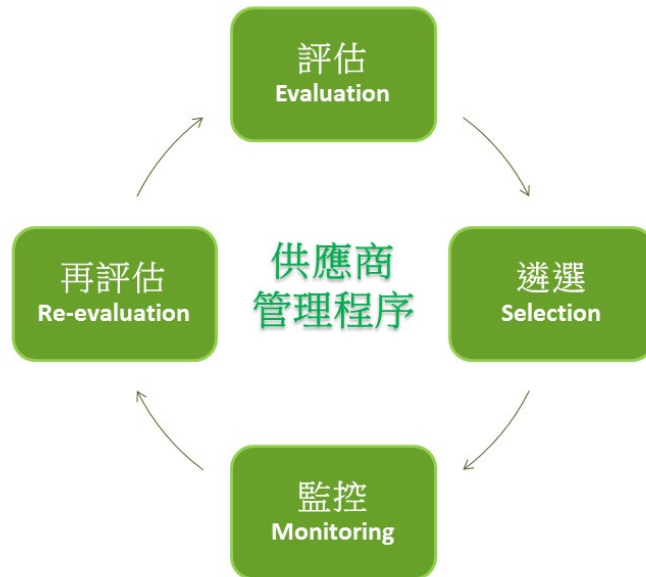 評估
Evaluation
供應商
管理程序
再評估
Re-evaluation
遴選
Selection
監控
Monitoring